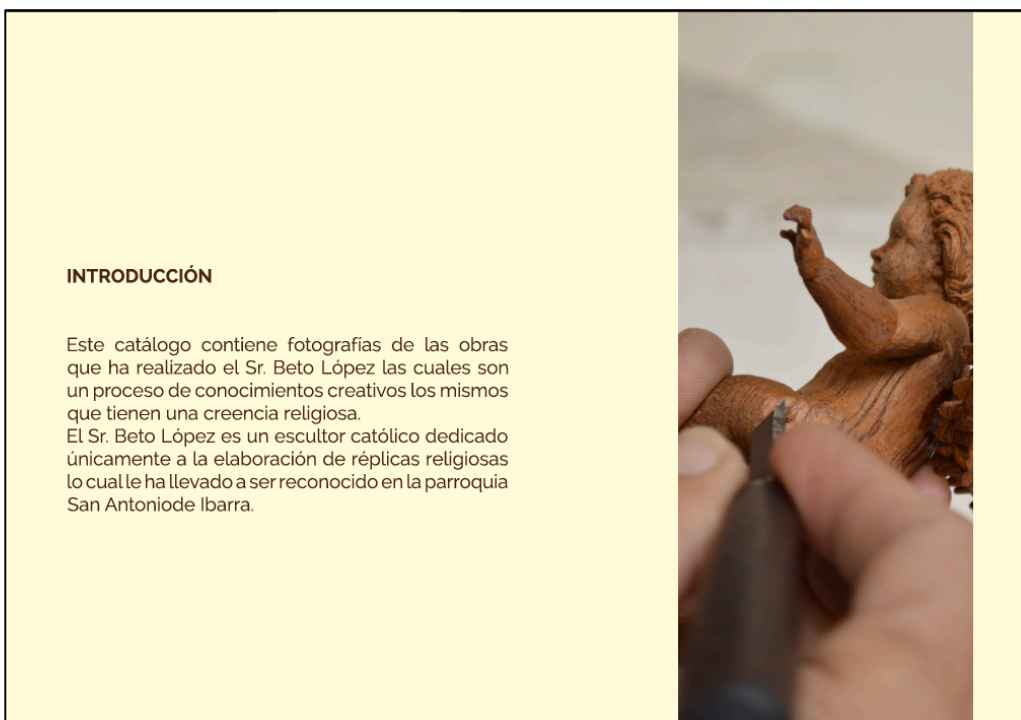 INTRODUCCIÓN
Este catálogo contiene fotografías de las obras
que ha realizado el Sr. Beto López las cuales son
un proceso de conocimientos creativos los mismos
que tienen una creencia religiosa.
El Sr. Beto López es un escultor católico dedicado
únicamente a la elaboración de réplicas religiosas
lo cual le ha llevado a ser reconocido en la parroquia
San Antoniode Ibarra.